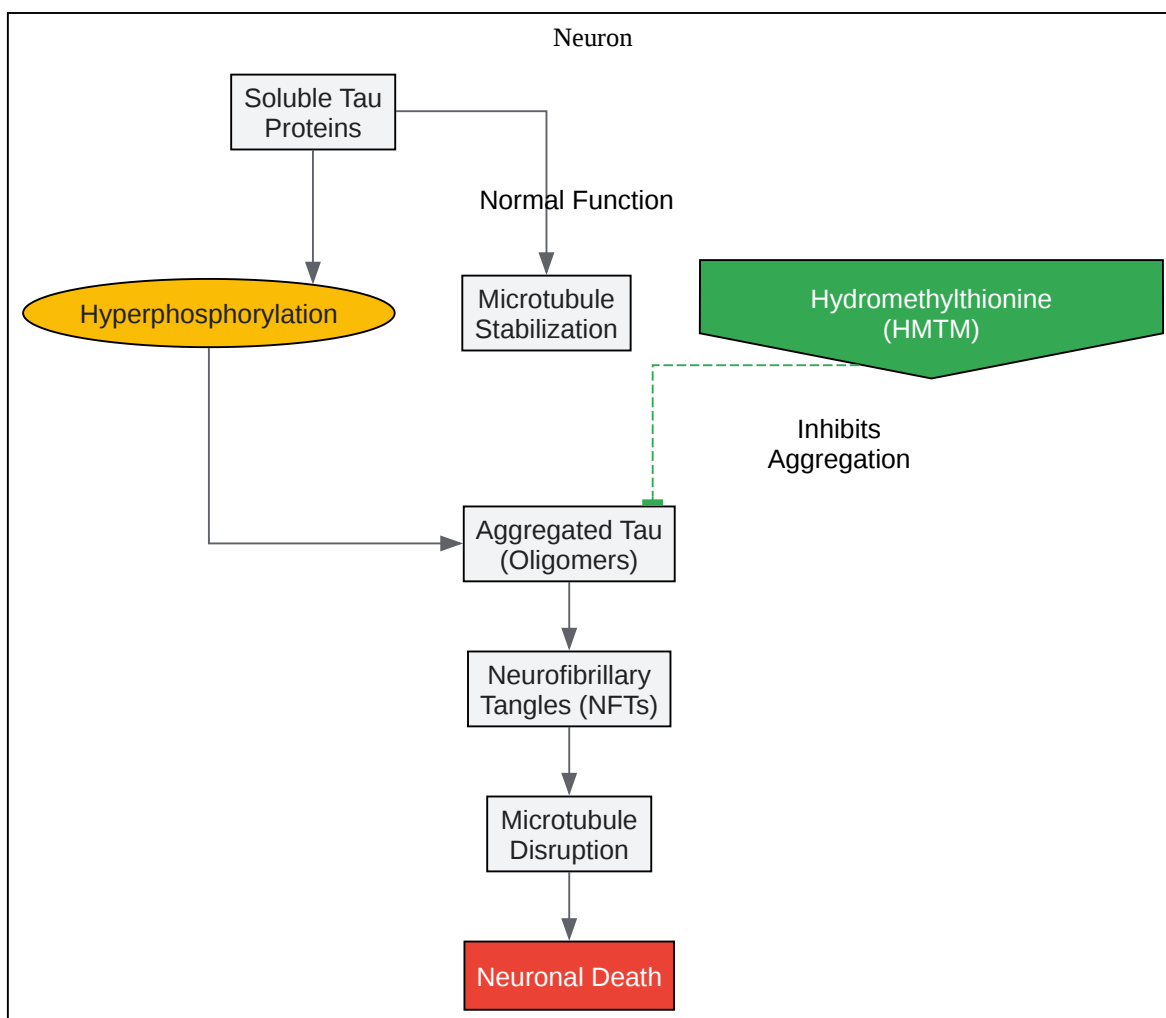 Neuron
Soluble Tau
Proteins
Normal Function
Hyperphosphorylation
Microtubule
Stabilization
Hydromethylthionine
(HMTM)
Inhibits
Aggregation
Aggregated Tau
(Oligomers)
Neurofibrillary
Tangles (NFTs)
Microtubule
Disruption
Neuronal Death